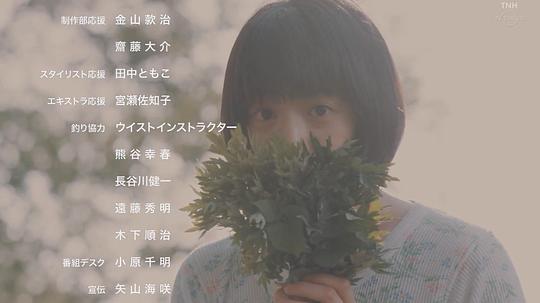 TNH
制作部応援 金山敦治
齋藤大介
スタイリスト応援 田中ともこ
エキストラ応援 宮瀬佐知子
釣り協力 ウイストインストラクター
熊谷幸春
長谷川健一
遠藤秀明
木下順治
番組デスク 小原千明
宣伝 矢山海咲